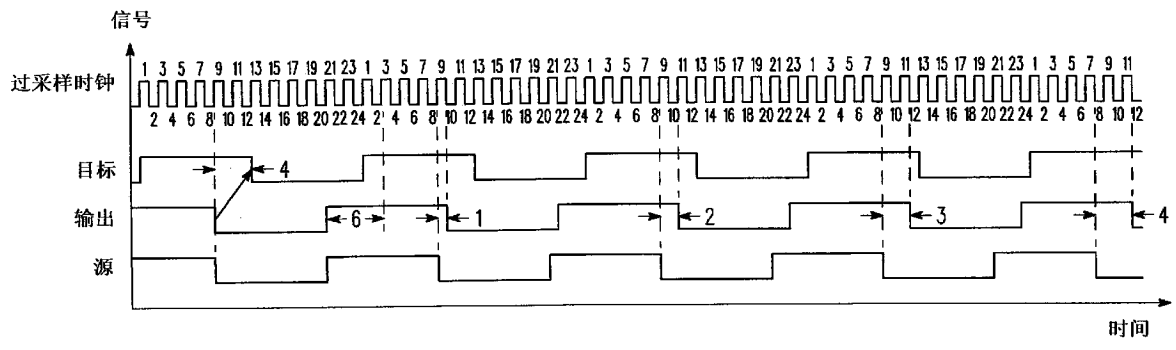 信号
过采样时钟
1 3 5 7 9 11 13 15 17 19 21 23 1 3 5 7 9 11 13 15 17 19 21 23 1 3 5 7 9 11 13 15 17 19 21 23 1 3 5 7 9 11 13 15 17 19 21 23 1 3 5 7 9 11
2 4 6 8 10 12 14 16 18 20 22 24 2 4 6 8 10 12 14 16 18 20 22 24 2 4 6 8 10 12 14 16 18 20 22 24 2 4 6 8 10 12 14 16 18 20 22 24 2 4 6 8 10 12
目标 4
输出 6 1 2 3 4
源
时间